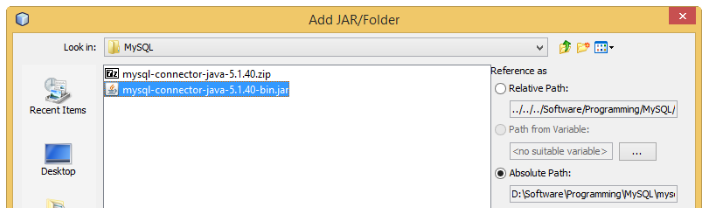 Add JAR/Folder
Look in:
MySQL
mysql-connector-java-5.1.40.zip
mysql-connector-java-5.1.40-bin.jar
Recent Items
Desktop
Reference as
Relative Path:
../../../Software/Programming/MySQL/
Path from Variable:
<no suitable variable>
...
Absolute Path:
D:\Software\Programming\MySQL\mys